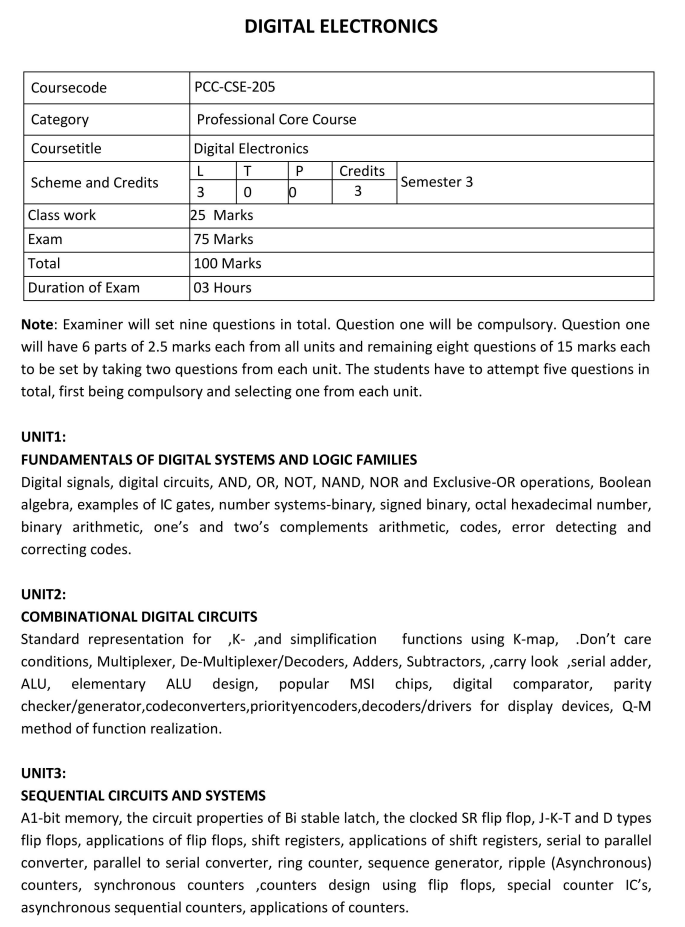 DIGITAL ELECTRONICS
Coursecode PCC-CSE-205
Category Professional Core Course
Coursetitle Digital Electronics
Scheme and Credits L T P Credits Semester 3
3 0 0 3
Class work 25 Marks
Exam 75 Marks
Total 100 Marks
Duration of Exam 03 Hours
Note: Examiner will set nine questions in total. Question one will be compulsory. Question one
will have 6 parts of 2.5 marks each from all units and remaining eight questions of 15 marks each
to be set by taking two questions from each unit. The students have to attempt five questions in
total, first being compulsory and selecting one from each unit.
UNIT1:
FUNDAMENTALS OF DIGITAL SYSTEMS AND LOGIC FAMILIES
Digital signals, digital circuits, AND, OR, NOT, NAND, NOR and Exclusive-OR operations, Boolean
algebra, examples of IC gates, number systems-binary, signed binary, octal hexadecimal number,
binary arithmetic, one’s and two’s complements arithmetic, codes, error detecting and
correcting codes.
UNIT2:
COMBINATIONAL DIGITAL CIRCUITS
Standard representation for ,K- ,and simplification functions using K-map, .Don’t care
conditions, Multiplexer, De-Multiplexer/Decoders, Adders, Subtractors, ,carry look ,serial adder,
ALU, elementary ALU design, popular MSI chips, digital comparator, parity
checker/generator,codeconverters,priorityencoders,decoders/drivers for display devices, Q-M
method of function realization.
UNIT3:
SEQUENTIAL CIRCUITS AND SYSTEMS
A1-bit memory, the circuit properties of Bi stable latch, the clocked SR flip flop, J-K-T and D types
flip flops, applications of flip flops, shift registers, applications of shift registers, serial to parallel
converter, parallel to serial converter, ring counter, sequence generator, ripple (Asynchronous)
counters, synchronous counters ,counters design using flip flops, special counter IC’s,
asynchronous sequential counters, applications of counters.